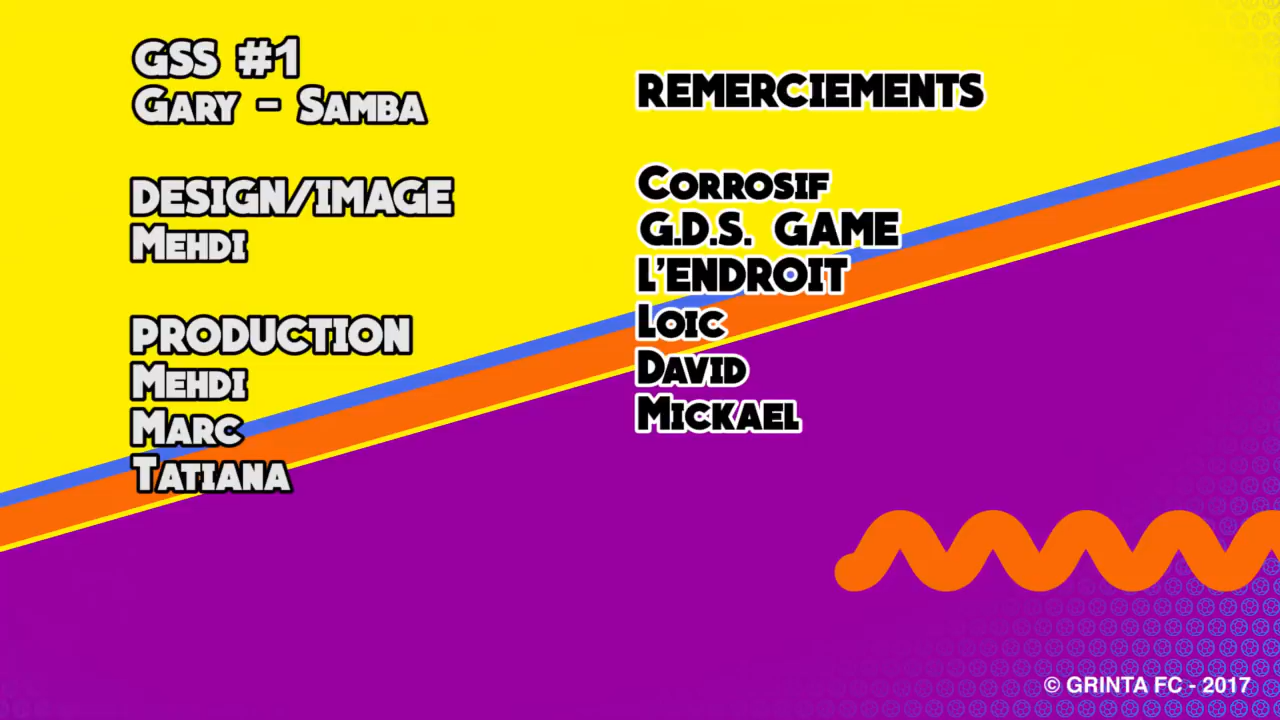 GSS #1
GARY - SAMBA
DESIGN/IMAGE
MEHDI
PRODUCTION
MEHDI
MARC
TATIANA
REMERCIEMENTS
CORROSIF
G.D.S. GAME
L'ENDROIT
LOIC
DAVID
MICKAEL
© GRINTA FC - 2017